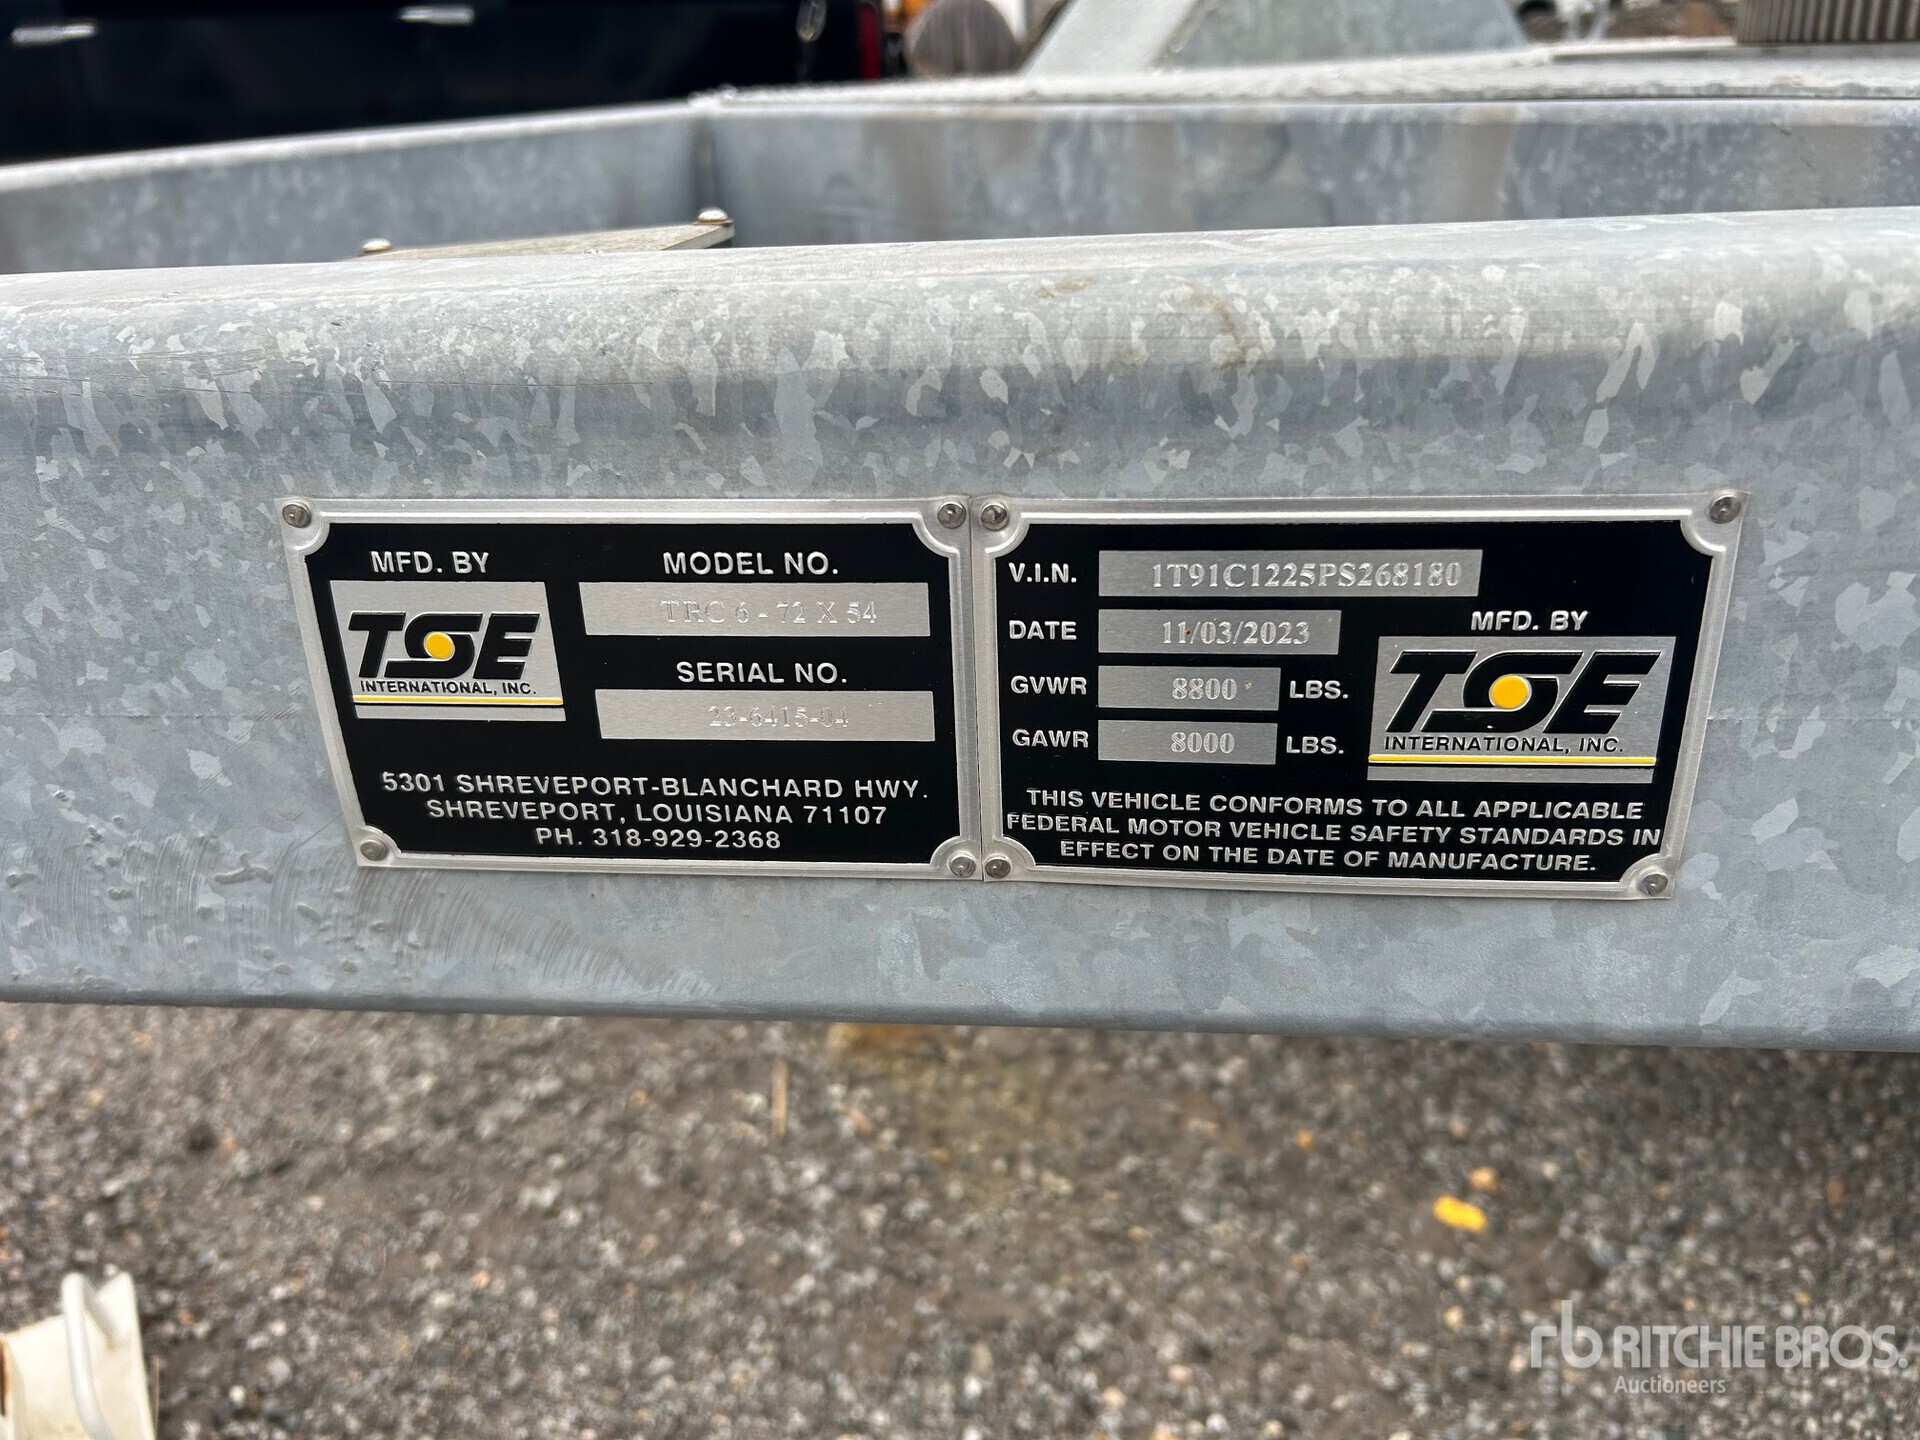 MFD. BY
TSE
INTERNATIONAL, INC.
MODEL NO.
TRC 6 - 72 X 54
SERIAL NO.
23-6415-04
5301 SHREVEPORT-BLANCHARD HWY.
SHREVEPORT, LOUISIANA 71107
PH. 318-929-2368
V.I.N. 1T91C1225PS268180
DATE 11/03/2023
GVWR 8800 LBS.
GAWR 8000 LBS.
MFD. BY
TSE
INTERNATIONAL, INC.
THIS VEHICLE CONFORMS TO ALL APPLICABLE
FEDERAL MOTOR VEHICLE SAFETY STANDARDS IN
EFFECT ON THE DATE OF MANUFACTURE.
rb RITCHIE BROS.
Auctioneers